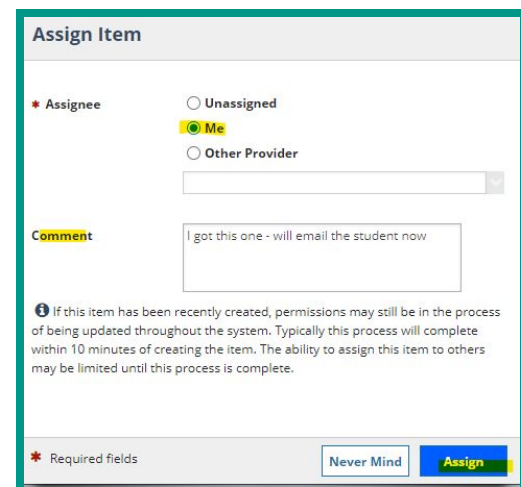 Assign Item
* Assignee
Unassigned
Me
Other Provider
Comment
I got this one - will email the student now
If this item has been recently created, permissions may still be in the process
of being updated throughout the system. Typically this process will complete
within 10 minutes of creating the item. The ability to assign this item to others
may be limited until this process is complete.
* Required fields
Never Mind
Assign